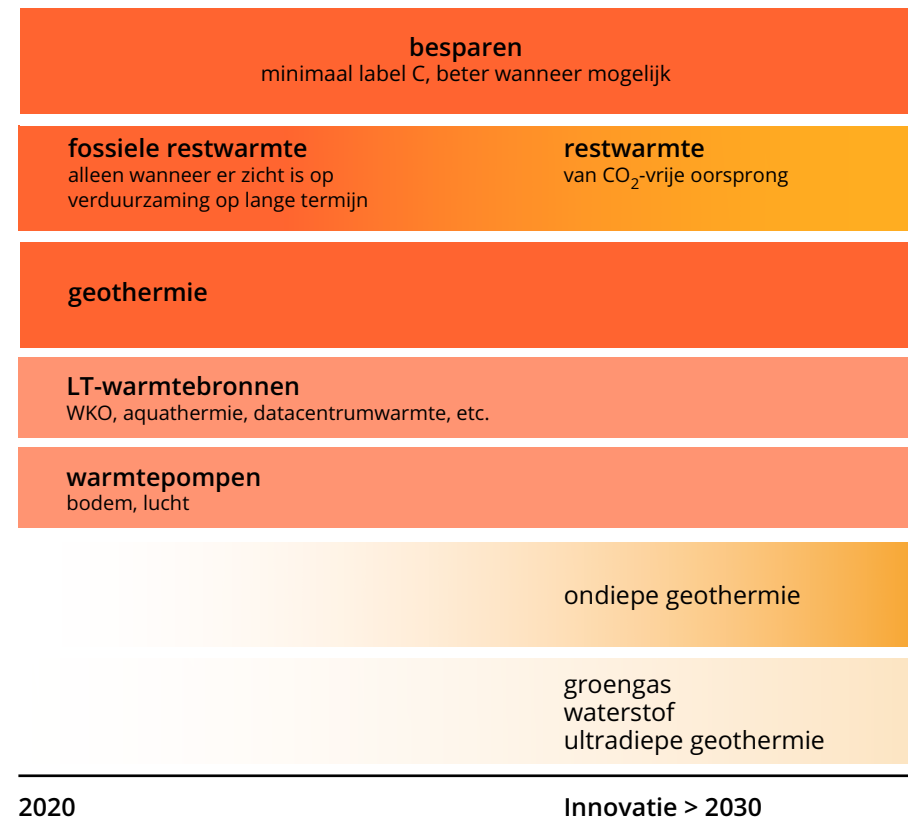 besparen
minimaal label C, beter wanneer mogelijk
fossiele restwarmte
alleen wanneer er zicht is op
verduurzaming op lange termijn
restwarmte
van CO₂-vrije oorsprong
geothermie
LT-warmtebronnen
WKO, aquathermie, datacentrumwarmte, etc.
warmtepompen
bodem, lucht
ondiepe geothermie
groengas
waterstof
ultradiepe geothermie
2020
Innovatie > 2030